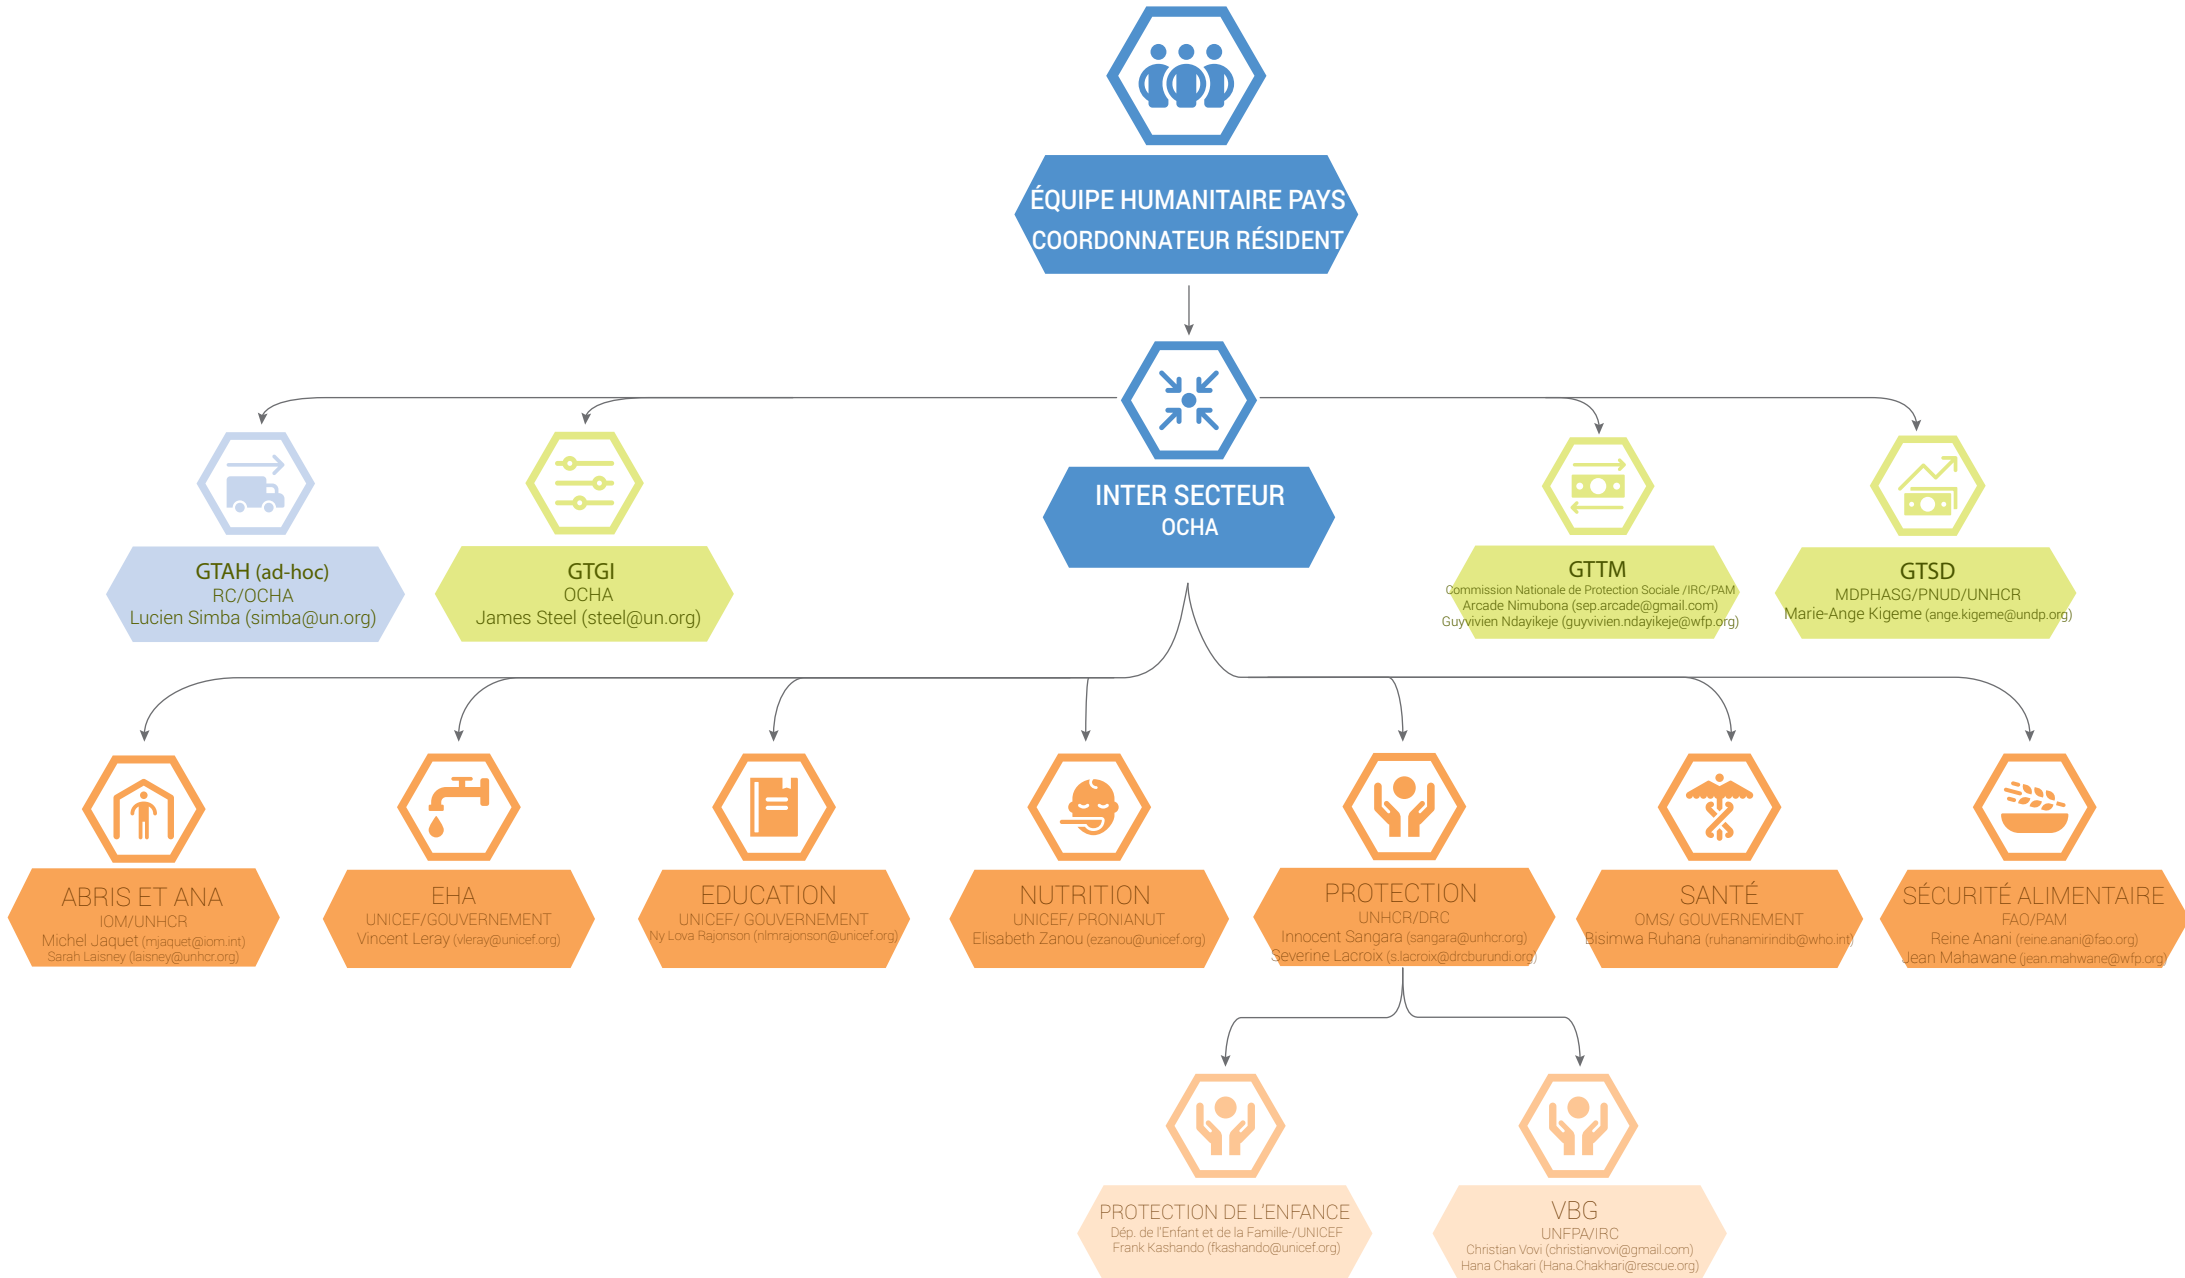 ÉQUIPE HUMANITAIRE PAYS
COORDONNATEUR RÉSIDENT
INTER SECTEUR
OCHA
GTAH (ad-hoc)
RC/OCHA
Lucien Simba (simba@un.org)
GTGI
OCHA
James Steel (steel@un.org)
GTTM
Commission Nationale de Protection Sociale /IRC/PAM
Arcade Nimubona (sep.arcade@gmail.com)
Guyvivien Ndayikeje (guyvivien.ndayikeje@wfp.org)
GTSD
MDPHASG/PNUD/UNHCR
Marie-Ange Kigeme (ange.kigeme@undp.org)
ABRIS ET ANA
IOM/UNHCR
Michel Jaquet (mjaquet@iom.int)
Sarah Laisney (laisney@unhcr.org)
EHA
UNICEF/GOUVERNEMENT
Vincent Leray (vleray@unicef.org)
EDUCATION
UNICEF/ GOUVERNEMENT
Ny Lova Rajonson (nlmrajonson@unicef.org)
NUTRITION
UNICEF/ PRONIANUT
Elisabeth Zanou (ezanou@unicef.org)
PROTECTION
UNHCR/DRC
Innocent Sangara (sangara@unhcr.org)
Severine Lacroix (s.lacroix@drcburundi.org)
SANTÉ
OMS/ GOUVERNEMENT
Bisimwa Ruhana (ruhanamirindib@who.int)
SÉCURITÉ ALIMENTAIRE
FAO/PAM
Reine Anani (reine.anani@fao.org)
Jean Mahawane (jean.mahwane@wfp.org)
PROTECTION DE L'ENFANCE
Dép. de l'Enfant et de la Famille-/UNICEF
Frank Kashando (fkashando@unicef.org)
VBG
UNFPA/IRC
Christian Vovi (christianvovi@gmail.com)
Hana Chakari (Hana.Chakhari@rescue.org)